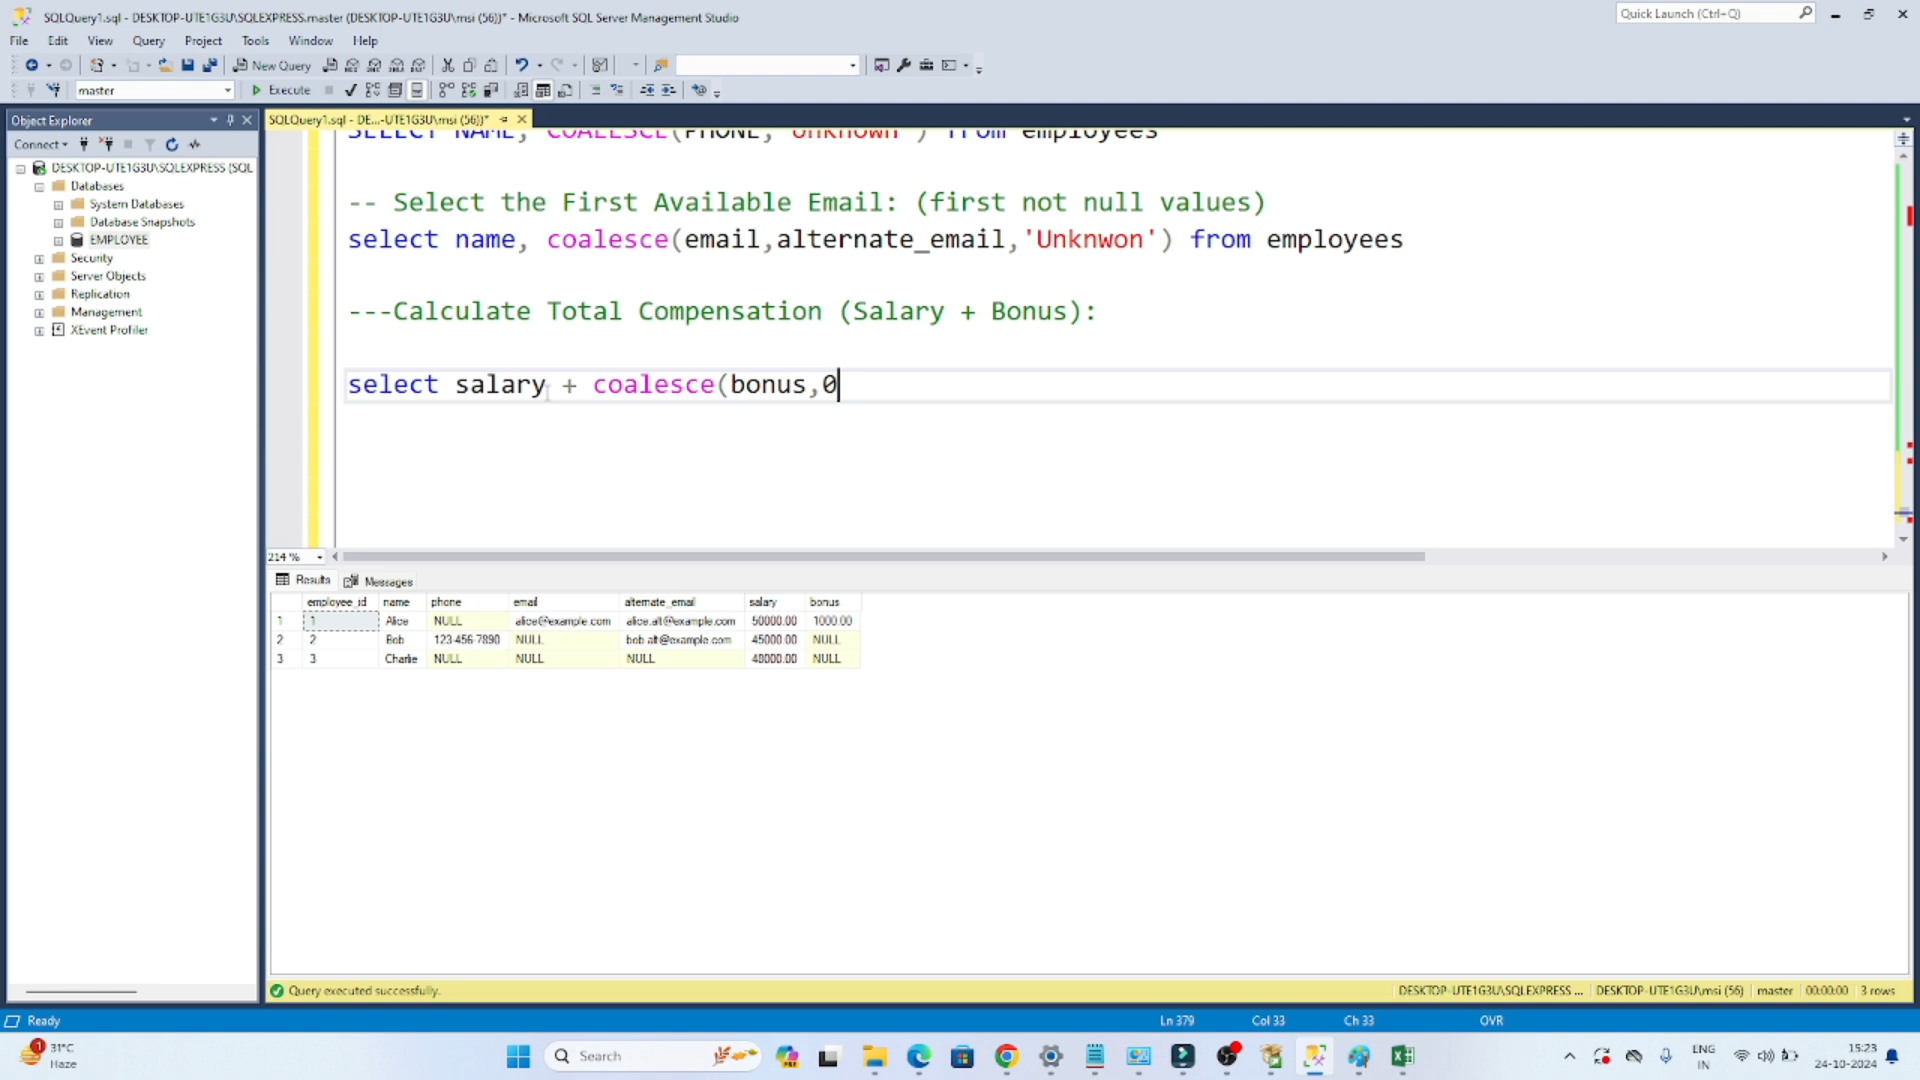 SQLQuery1.sql - DESKTOP-UTE1G3U\SQLEXPRESS.master (DESKTOP-UTE1G3U\msi (56))* - Microsoft SQL Server Management Studio
Quick Launch (Ctrl+Q)
File Edit View Query Project Tools Window Help
New Query
master Execute
Object Explorer
SQLQuery1.sql - DE...-UTE1G3U\msi (56))*
Connect
DESKTOP-UTE1G3U\SQLEXPRESS (SQL
Databases
System Databases
Database Snapshots
EMPLOYEE
Security
Server Objects
Replication
Management
XEvent Profiler
SELECT NAME, COALESCE(PHONE, 'Unknown') from employees
-- Select the First Available Email: (first not null values)
select name, coalesce(email,alternate_email,'Unknwon') from employees
---Calculate Total Compensation (Salary + Bonus):
select salary + coalesce(bonus,0
214 %
Results Messages
employee_id name phone email alternate_email salary bonus
1 1 Alice NULL alice@example.com alice.alt@example.com 50000.00 1000.00
2 2 Bob 123-456-7890 NULL bob.alt@example.com 45000.00 NULL
3 3 Charlie NULL NULL NULL 48000.00 NULL
Query executed successfully.
DESKTOP-UTE1G3U\SQLEXPRESS ... DESKTOP-UTE1G3U\msi (56) master 00:00:00 3 rows
Ready
Ln 379 Col 33 Ch 33 OVR
1
31°C
Haze
Search
ENG
IN
15:23
24-10-2024